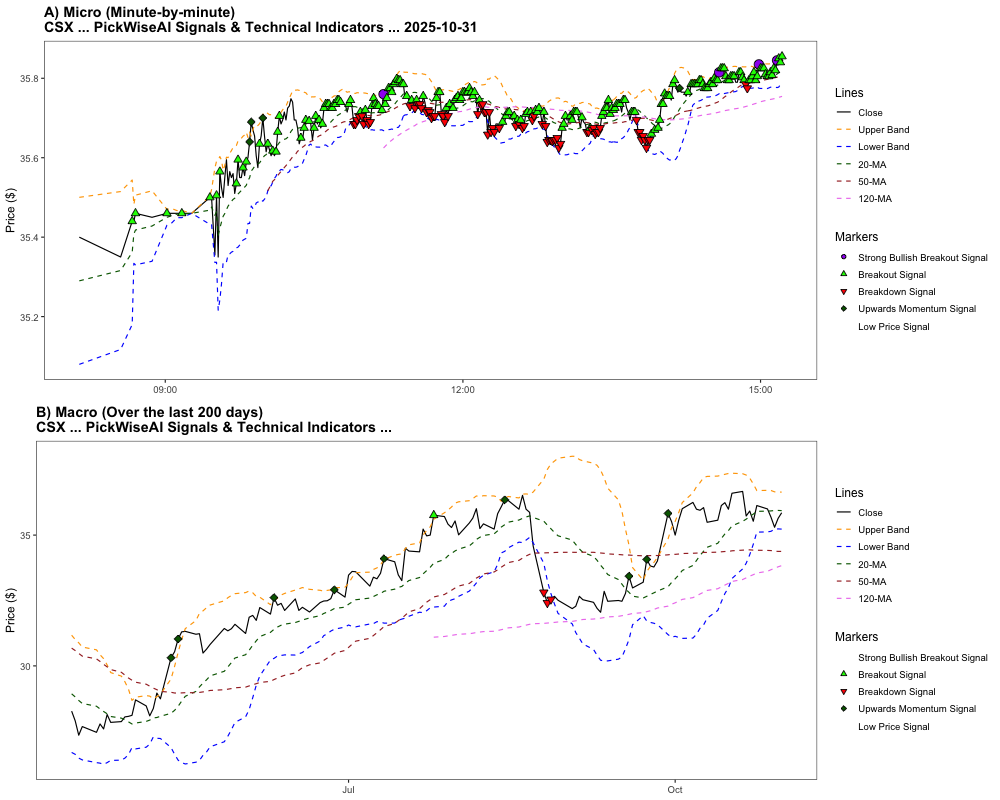 A) Micro (Minute-by-minute)
CSX ... PickWiseAI Signals & Technical Indicators ... 2025-10-31
Price ($)
35.8
35.6
35.4
35.2
09:00
12:00
15:00
Lines
Close
Upper Band
Lower Band
20-MA
50-MA
120-MA
Markers
Strong Bullish Breakout Signal
Breakout Signal
Breakdown Signal
Upwards Momentum Signal
Low Price Signal
B) Macro (Over the last 200 days)
CSX ... PickWiseAI Signals & Technical Indicators ...
Price ($)
35
30
Jul
Oct
Lines
Close
Upper Band
Lower Band
20-MA
50-MA
120-MA
Markers
Strong Bullish Breakout Signal
Breakout Signal
Breakdown Signal
Upwards Momentum Signal
Low Price Signal